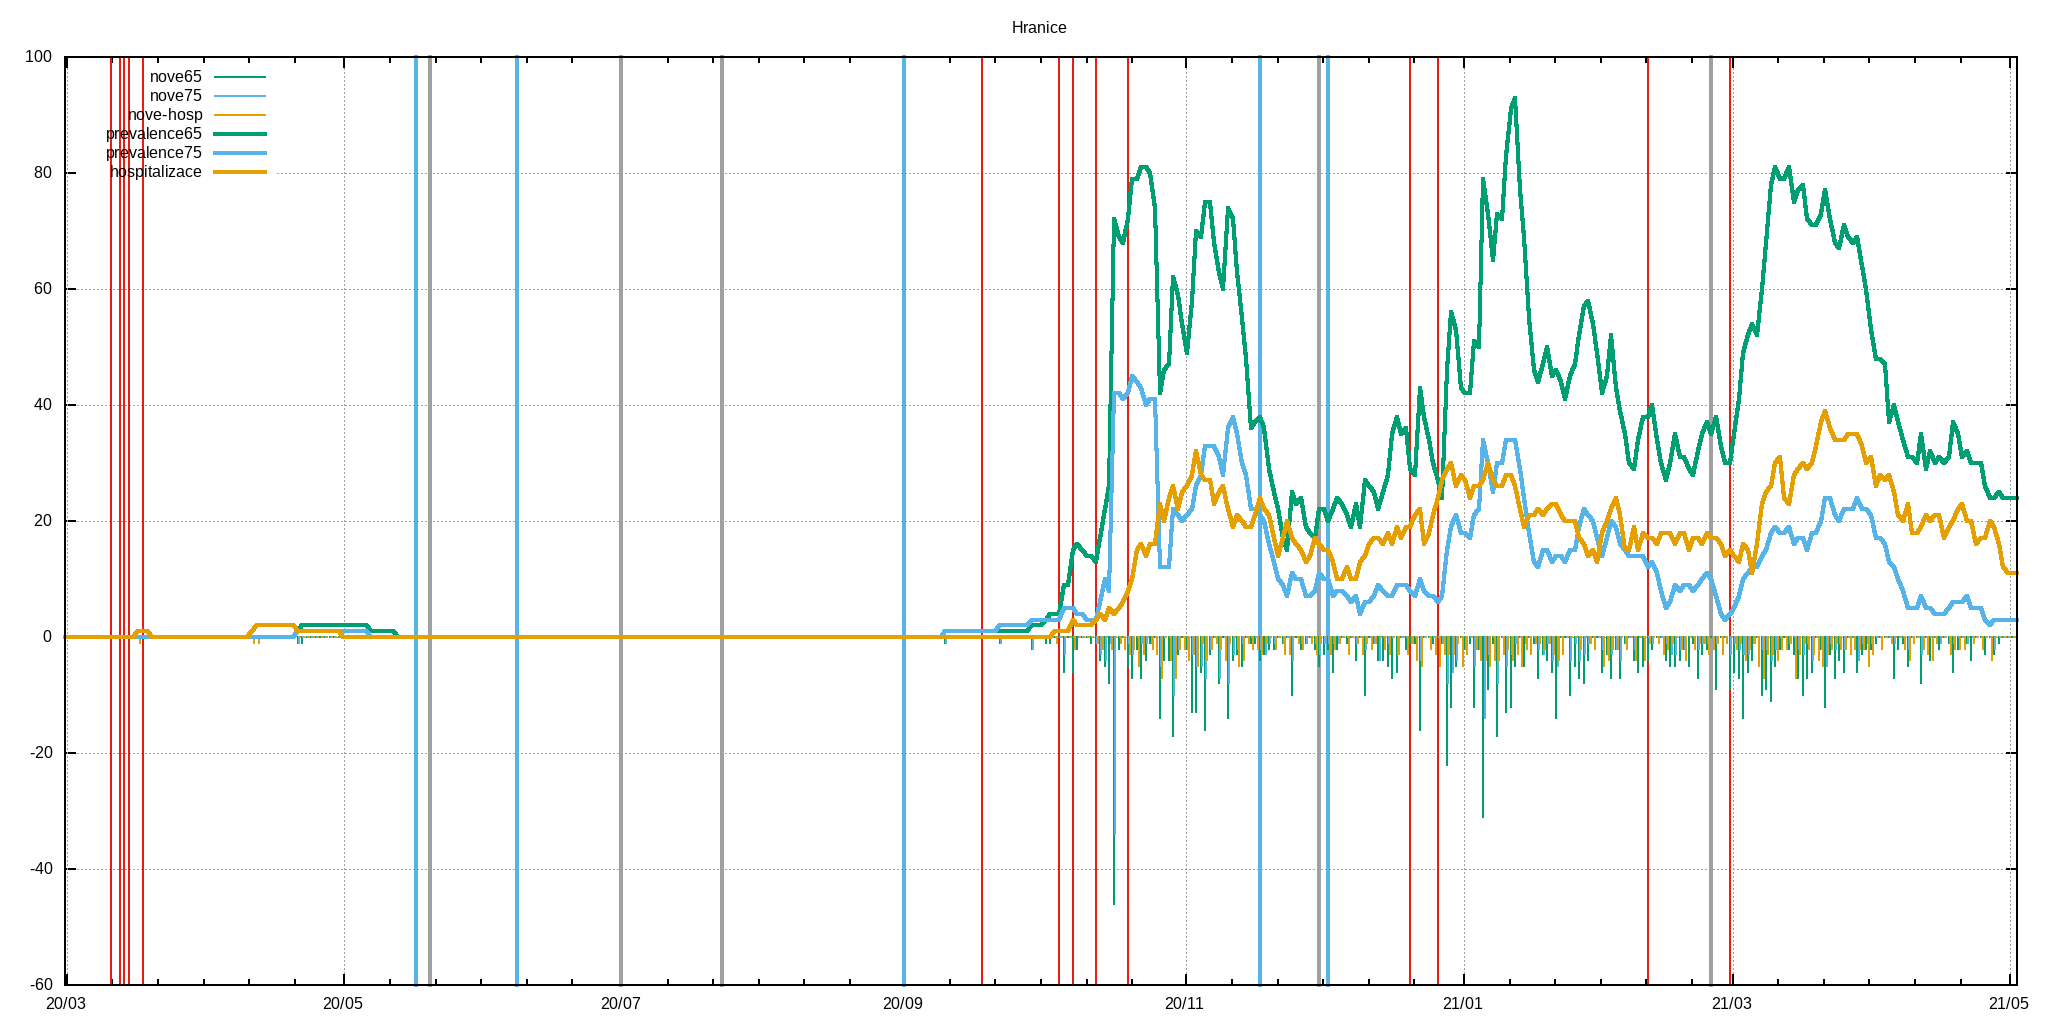 Hranice
100
80
60
40
20
0
-20
-40
-60
nove65
nove75
nove-hosp
prevalence65
prevalence75
hospitalizace
20/03 20/05 20/07 20/09 20/11 21/01 21/03 21/05